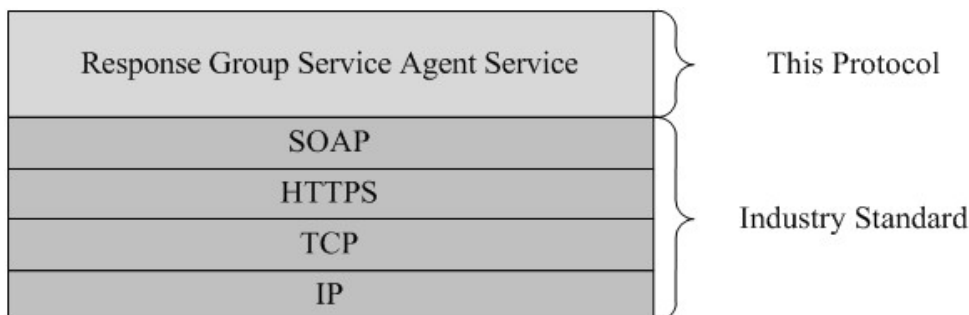 Response Group Service Agent Service
This Protocol
SOAP
HTTPS
TCP
IP
Industry Standard